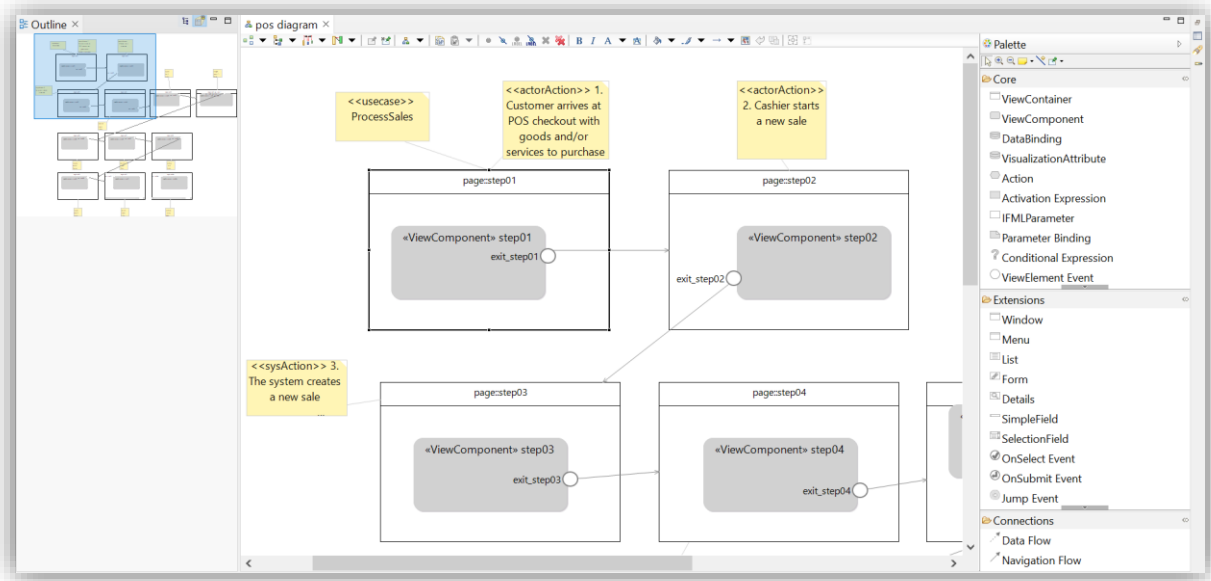 Outline
pos diagram
B I A
<<usecase>>
ProcessSales
<<actorAction>> 1.
Customer arrives at
POS checkout with
goods and/or
services to purchase
<<actorAction>>
2. Cashier starts
a new sale
page::step01
«ViewComponent» step01
exit_step01
page::step02
«ViewComponent» step02
exit_step02
<<sysAction>> 3.
The system creates
a new sale
page::step03
«ViewComponent» step03
exit_step03
page::step04
«ViewComponent» step04
exit_step04
Palette
Core
ViewContainer
ViewComponent
DataBinding
VisualizationAttribute
Action
Activation Expression
IFMLParameter
Parameter Binding
Conditional Expression
ViewElement Event
Extensions
Window
Menu
List
Form
Details
SimpleField
SelectionField
OnSelect Event
OnSubmit Event
Jump Event
Connections
Data Flow
Navigation Flow